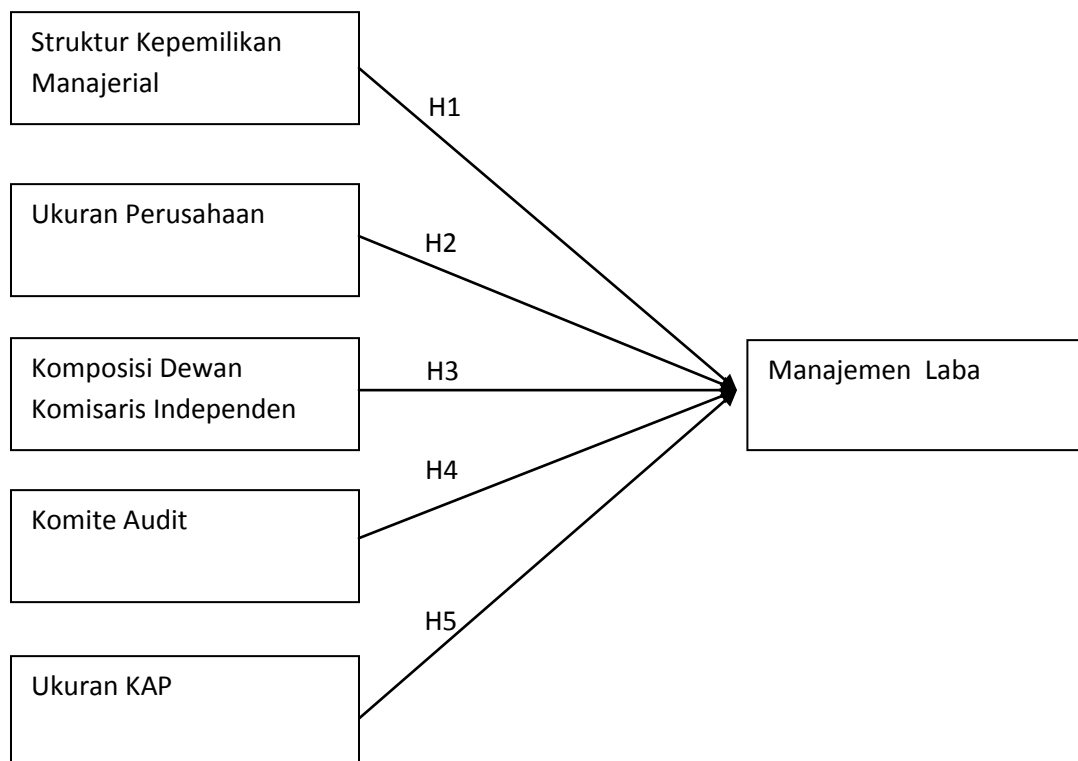 Struktur Kepemilikan
Manajerial
H1
Ukuran Perusahaan
H2
Komposisi Dewan
Komisaris Independen
H3
Manajemen Laba
Komite Audit
H4
Ukuran KAP
H5